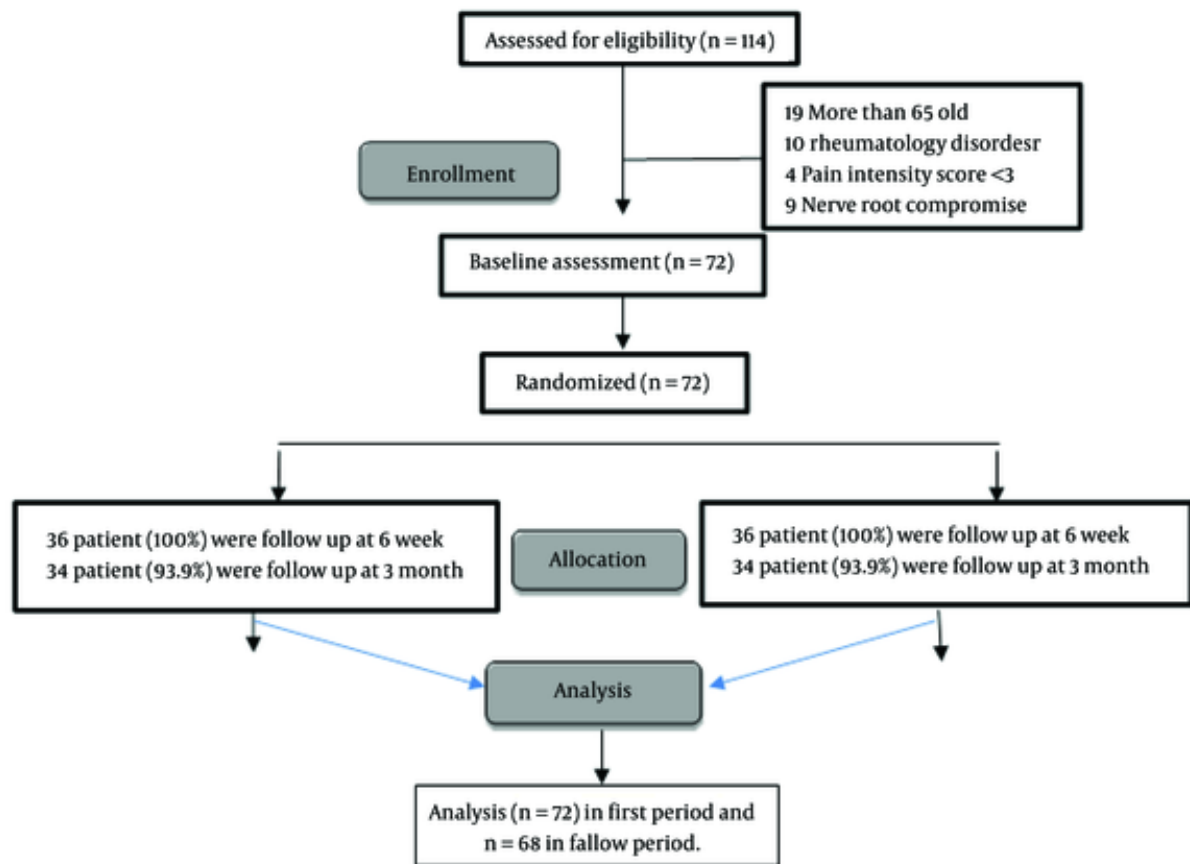 Assessed for eligibility (n = 114)
19 More than 65 old
10 rheumatology disordesr
4 Pain intensity score <3
9 Nerve root compromise
Enrollment
Baseline assessment (n = 72)
Randomized (n = 72)
36 patient (100%) were follow up at 6 week
34 patient (93.9%) were follow up at 3 month
Allocation
36 patient (100%) were follow up at 6 week
34 patient (93.9%) were follow up at 3 month
Analysis
Analysis (n = 72) in first period and
n = 68 in fallow period.